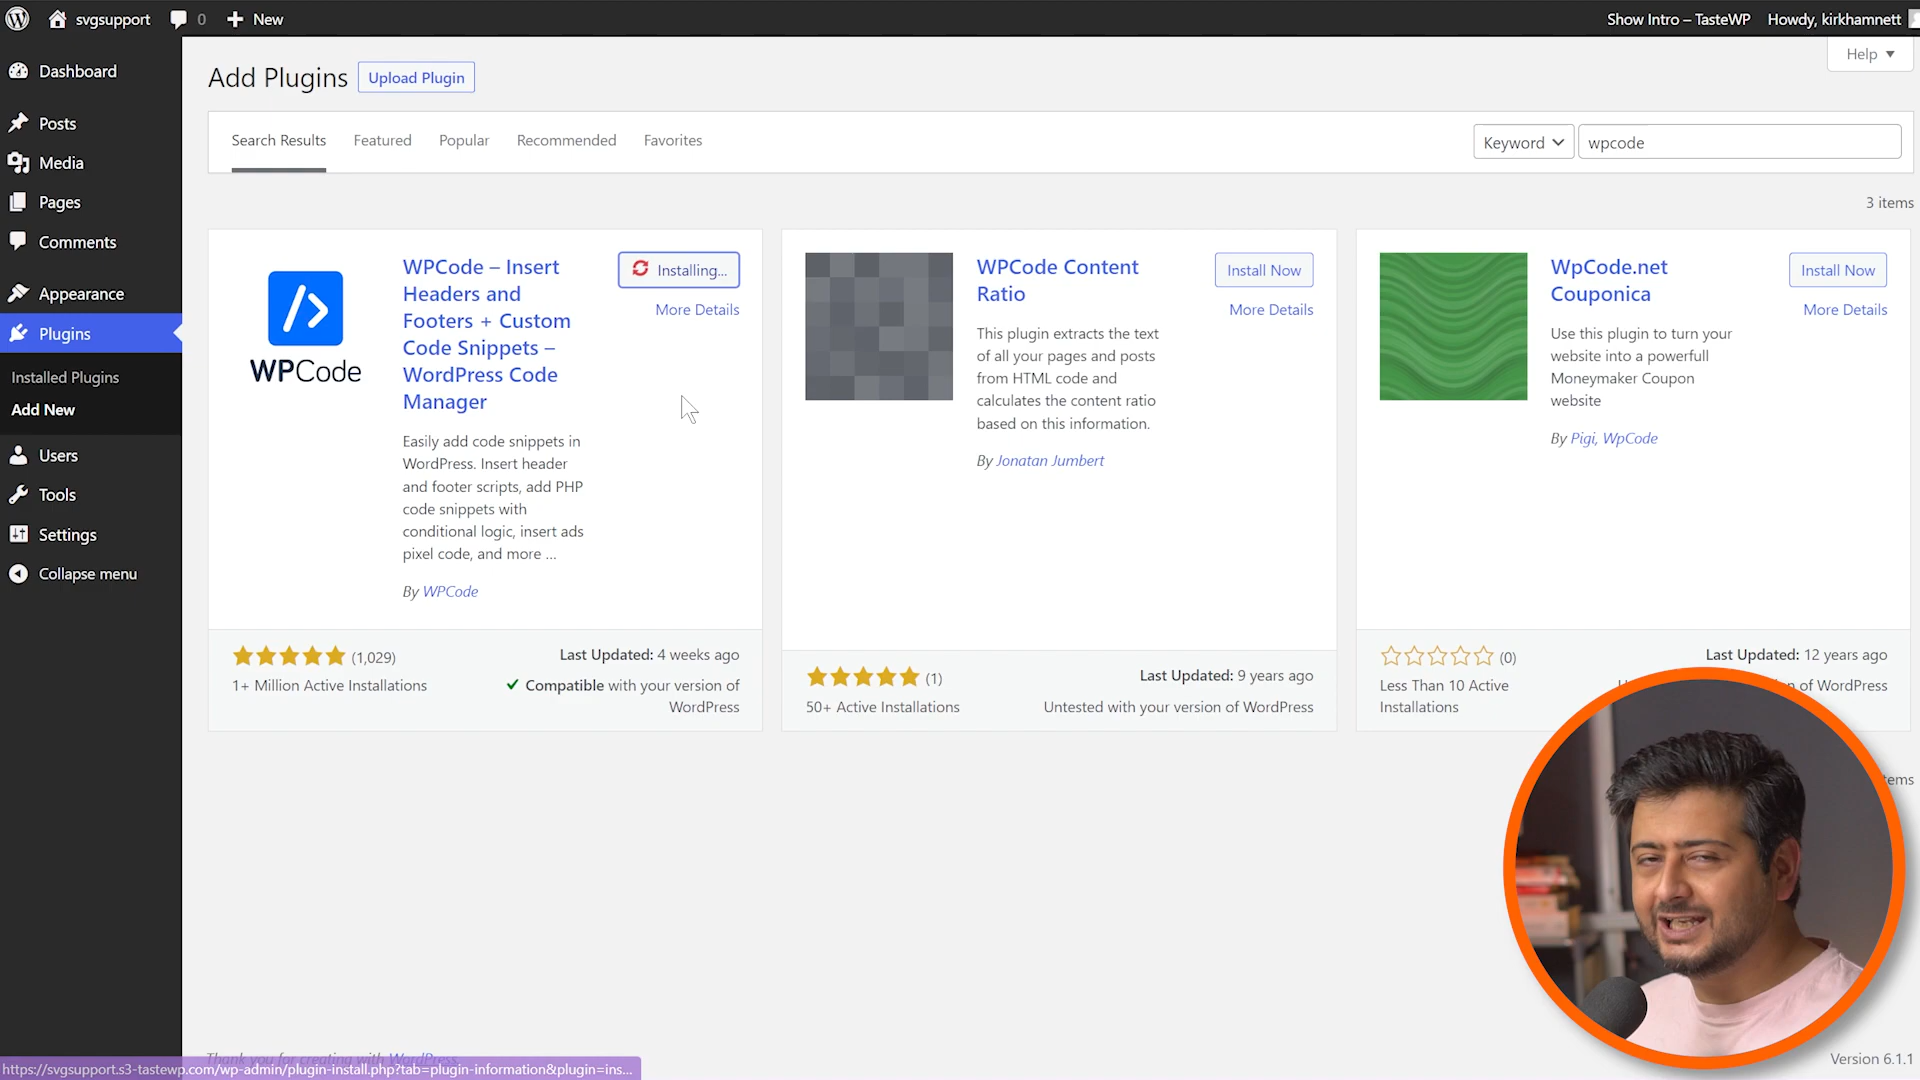 svgsupport
0
New
Show Intro – TasteWP
Howdy, kirkhamnett
Dashboard
Posts
Media
Pages
Comments
Appearance
Plugins
Installed Plugins
Add New
Users
Tools
Settings
Collapse menu
Help
Add Plugins
Upload Plugin
Search Results
Featured
Popular
Recommended
Favorites
Keyword
wpcode
3 items
WPCode – Insert
Headers and
Footers + Custom
Code Snippets –
WordPress Code
Manager
Installing...
More Details
WPCode
Easily add code snippets in
WordPress. Insert header
and footer scripts, add PHP
code snippets with
conditional logic, insert ads
pixel code, and more …
By WPCode
(1,029)
1+ Million Active Installations
Last Updated: 4 weeks ago
Compatible with your version of
WordPress
WPCode Content
Ratio
Install Now
More Details
This plugin extracts the text
of all your pages and posts
from HTML code and
calculates the content ratio
based on this information.
By Jonatan Jumbert
(1)
50+ Active Installations
Last Updated: 9 years ago
Untested with your version of WordPress
WpCode.net
Couponica
Install Now
More Details
Use this plugin to turn your
website into a powerfull
Moneymaker Coupon
website
By Pigi, WpCode
(0)
Less Than 10 Active
Installations
Last Updated: 12 years ago
of WordPress
Thank you for creating with WordPress.
https://svgsupport.s3-tastewp.com/wp-admin/plugin-install.php?tab=plugin-information&plugin=ins...
Version 6.1.1